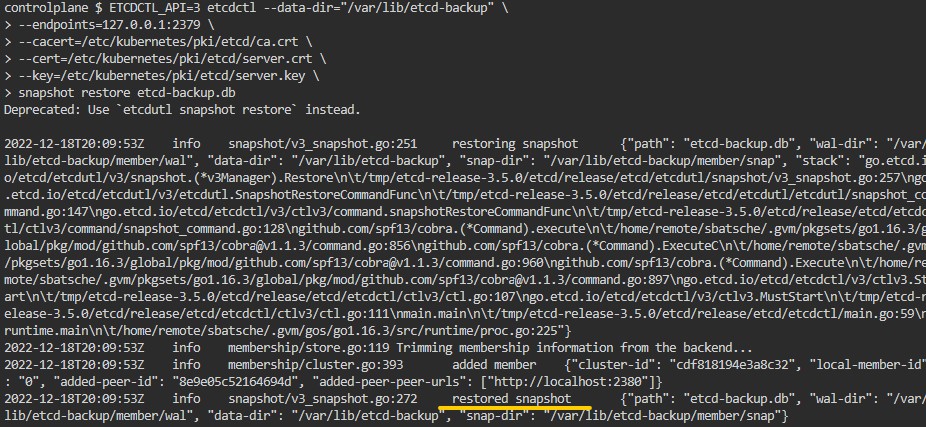 controlplane $ ETCDCTL_API=3 etcdctl --data-dir="/var/lib/etcd-backup" \
> --endpoints=127.0.0.1:2379 \
> --cacert=/etc/kubernetes/pki/etcd/ca.crt \
> --cert=/etc/kubernetes/pki/etcd/server.crt \
> --key=/etc/kubernetes/pki/etcd/server.key \
> snapshot restore etcd-backup.db
Deprecated: Use `etcdutl snapshot restore` instead.
2022-12-18T20:09:53Z    info    snapshot/v3_snapshot.go:251     restoring snapshot      {"path": "etcd-backup.db", "wal-dir": "/var/
lib/etcd-backup/member/wal", "data-dir": "/var/lib/etcd-backup", "snap-dir": "/var/lib/etcd-backup/member/snap", "stack": "go.etcd.i
o/etcd/etcdutl/v3/snapshot.(*v3Manager).Restore\n\t/tmp/etcd-release-3.5.0/etcd/release/etcd/etcdutl/snapshot/v3_snapshot.go:257\ngo
.etcd.io/etcd/etcdutl/v3/etcdutl.SnapshotRestoreCommandFunc\n\t/tmp/etcd-release-3.5.0/etcd/release/etcd/etcdutl/etcdutl/snapshot_co
mmand.go:147\ngo.etcd.io/etcd/etcdctl/v3/ctlv3/command.snapshotRestoreCommandFunc\n\t/tmp/etcd-release-3.5.0/etcd/release/etcd/etcdc
tl/ctlv3/command/snapshot_command.go:128\ngithub.com/spf13/cobra.(*Command).execute\n\t/home/remote/sbatsche/.gvm/pkgsets/go1.16.3/g
lobal/pkg/mod/github.com/spf13/cobra@v1.1.3/command.go:856\ngithub.com/spf13/cobra.(*Command).ExecuteC\n\t/home/remote/sbatsche/.gvm
/pkgsets/go1.16.3/global/pkg/mod/github.com/spf13/cobra@v1.1.3/command.go:960\ngithub.com/spf13/cobra.(*Command).Execute\n\t/home/re
mote/sbatsche/.gvm/pkgsets/go1.16.3/global/pkg/mod/github.com/spf13/cobra@v1.1.3/command.go:897\ngo.etcd.io/etcd/etcdctl/v3/ctlv3.St
art\n\t/tmp/etcd-release-3.5.0/etcd/release/etcd/etcdctl/ctlv3/ctl.go:107\ngo.etcd.io/etcd/etcdctl/v3/ctlv3.MustStart\n\t/tmp/etcd-r
elease-3.5.0/etcd/release/etcd/etcdctl/ctlv3/ctl.go:111\nmain.main\n\t/tmp/etcd-release-3.5.0/etcd/release/etcd/etcdctl/main.go:59\n
runtime.main\n\t/home/remote/sbatsche/.gvm/gos/go1.16.3/src/runtime/proc.go:225"}
2022-12-18T20:09:53Z    info    membership/store.go:119 Trimming membership information from the backend...
2022-12-18T20:09:53Z    info    membership/cluster.go:393       added member    {"cluster-id": "cdf818194e3a8c32", "local-member-id"
: "0", "added-peer-id": "8e9e05c52164694d", "added-peer-peer-urls": ["http://localhost:2380"]}
2022-12-18T20:09:53Z    info    snapshot/v3_snapshot.go:272     restored snapshot       {"path": "etcd-backup.db", "wal-dir": "/var/
lib/etcd-backup/member/wal", "data-dir": "/var/lib/etcd-backup", "snap-dir": "/var/lib/etcd-backup/member/snap"}